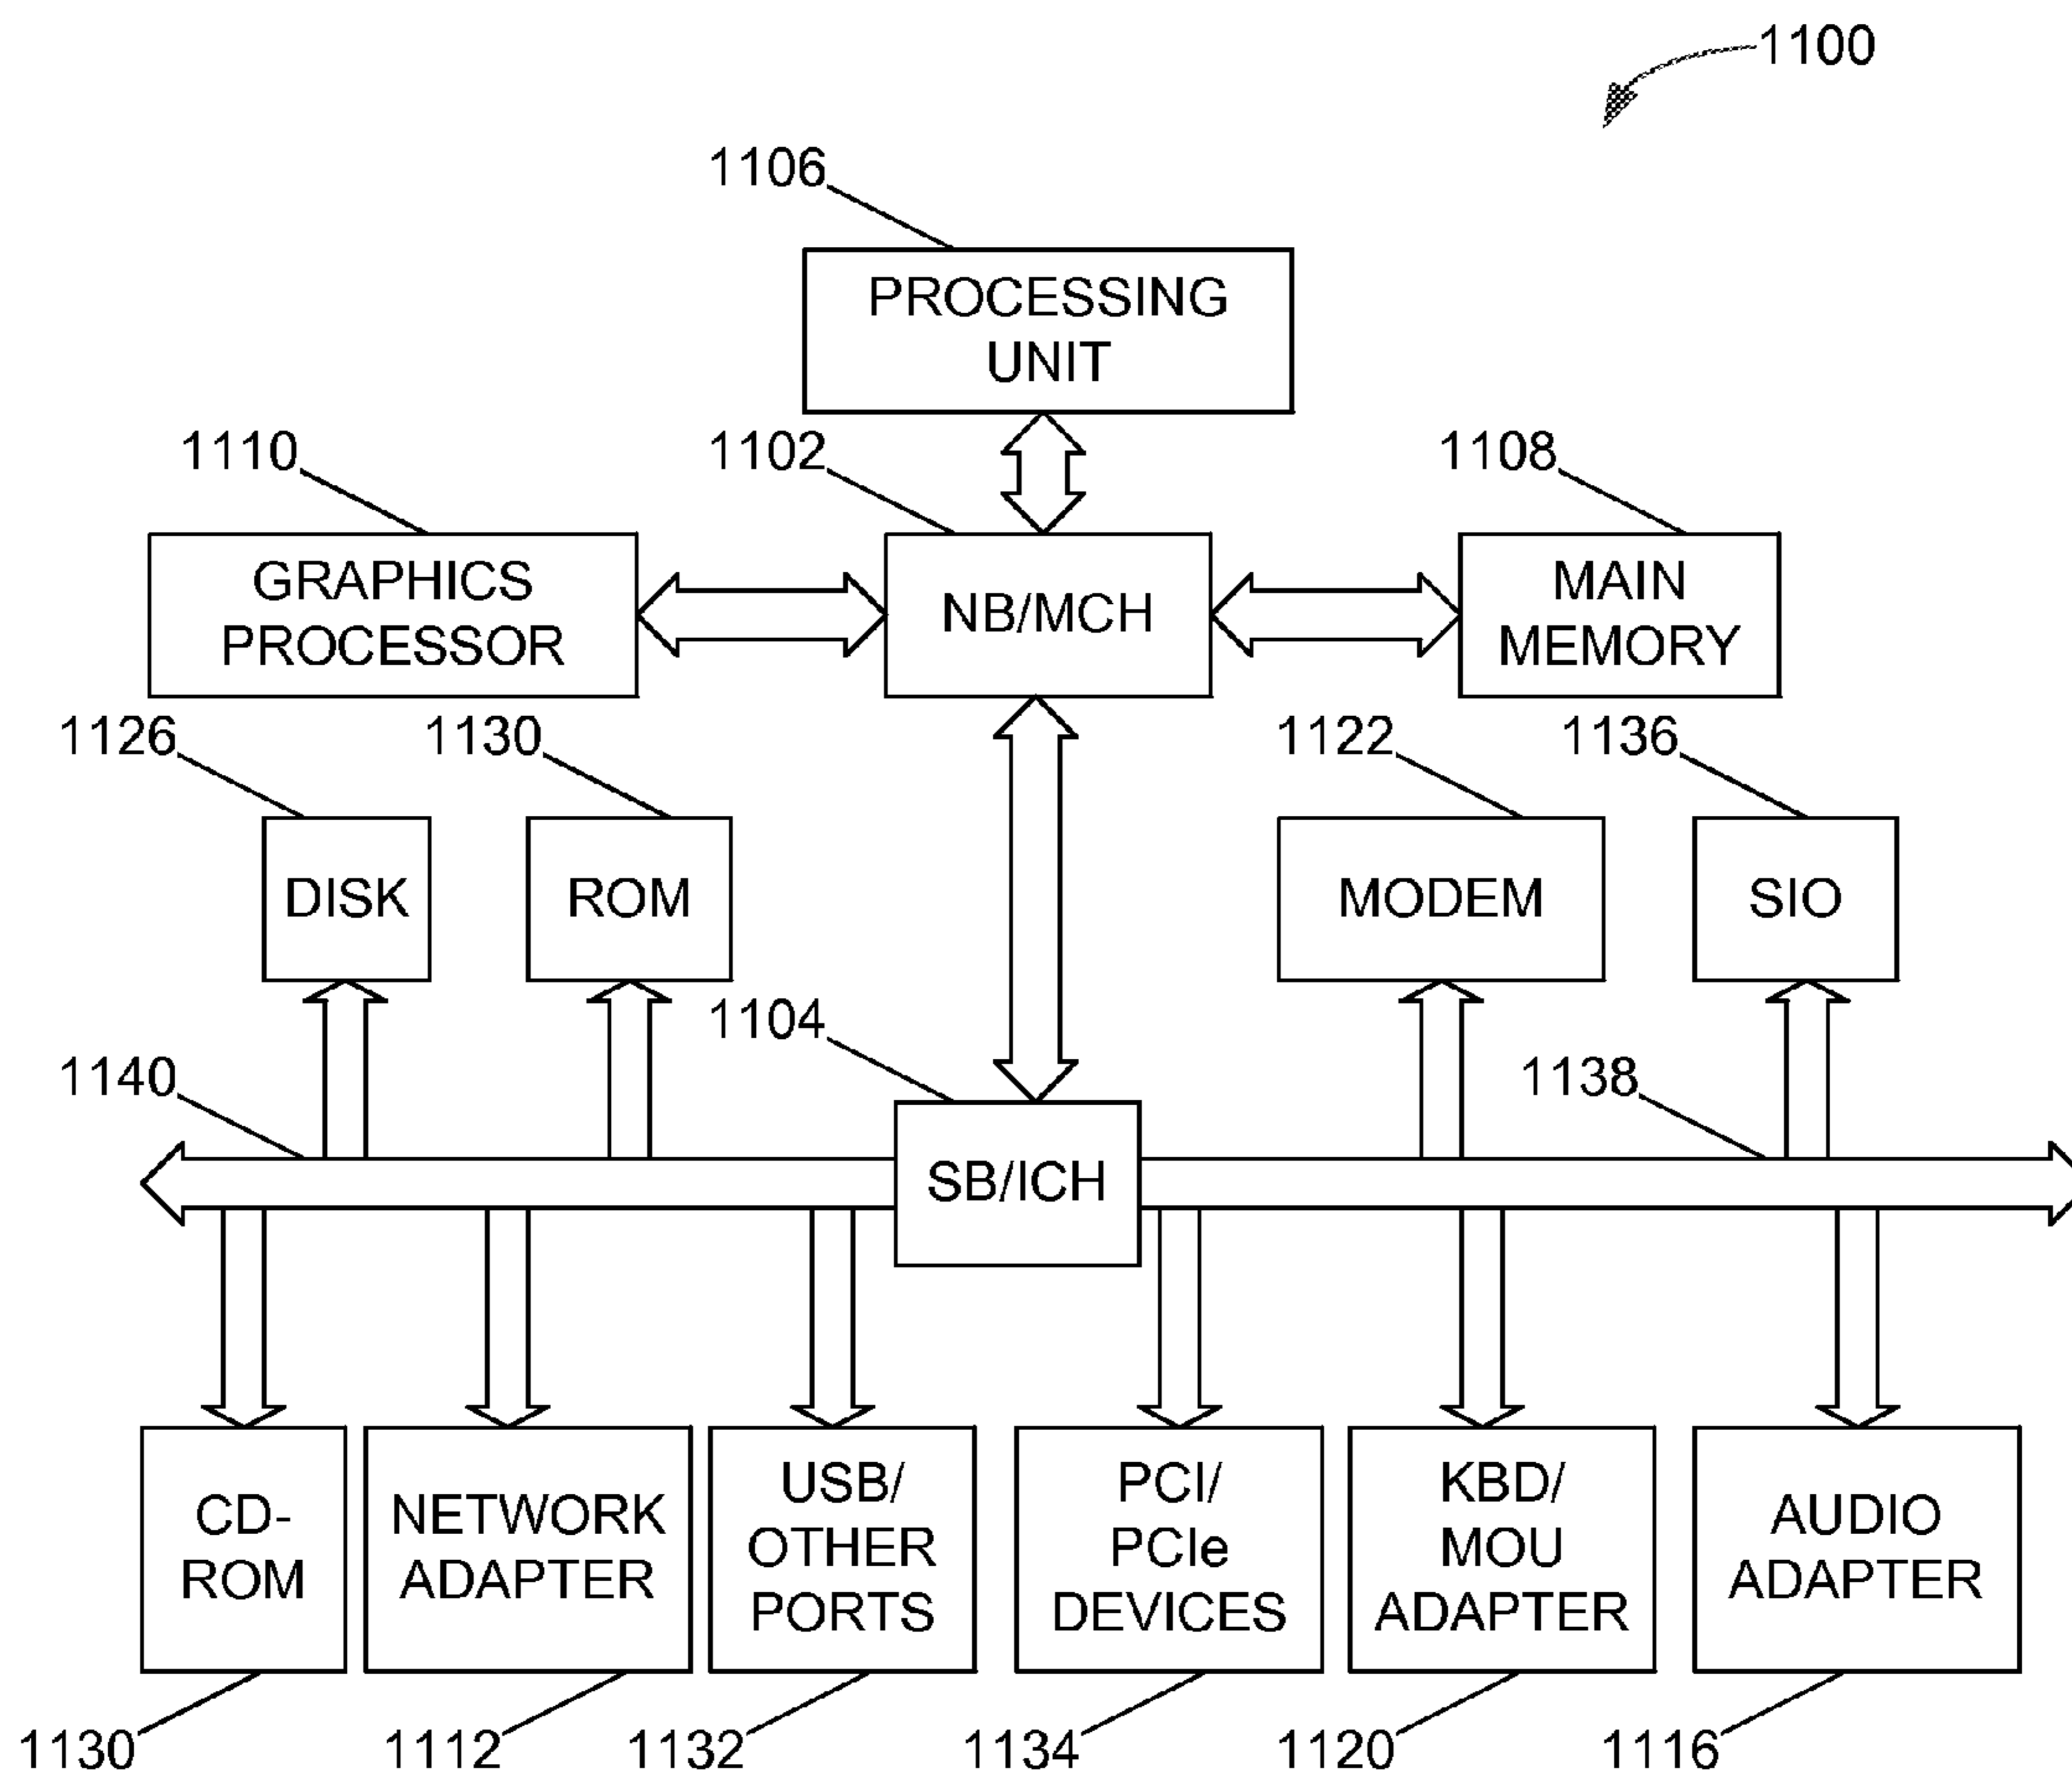 1100
1106
PROCESSING
UNIT
1110
1102
1108
GRAPHICS
PROCESSOR
NB/MCH
MAIN
MEMORY
1126
1130
1122
1136
DISK
ROM
MODEM
SIO
1104
1140
1138
SB/ICH
CD-
ROM
NETWORK
ADAPTER
USB/
OTHER
PORTS
PCI/
PCIe
DEVICES
KBD/
MOU
ADAPTER
AUDIO
ADAPTER
1130
1112
1132
1134
1120
1116